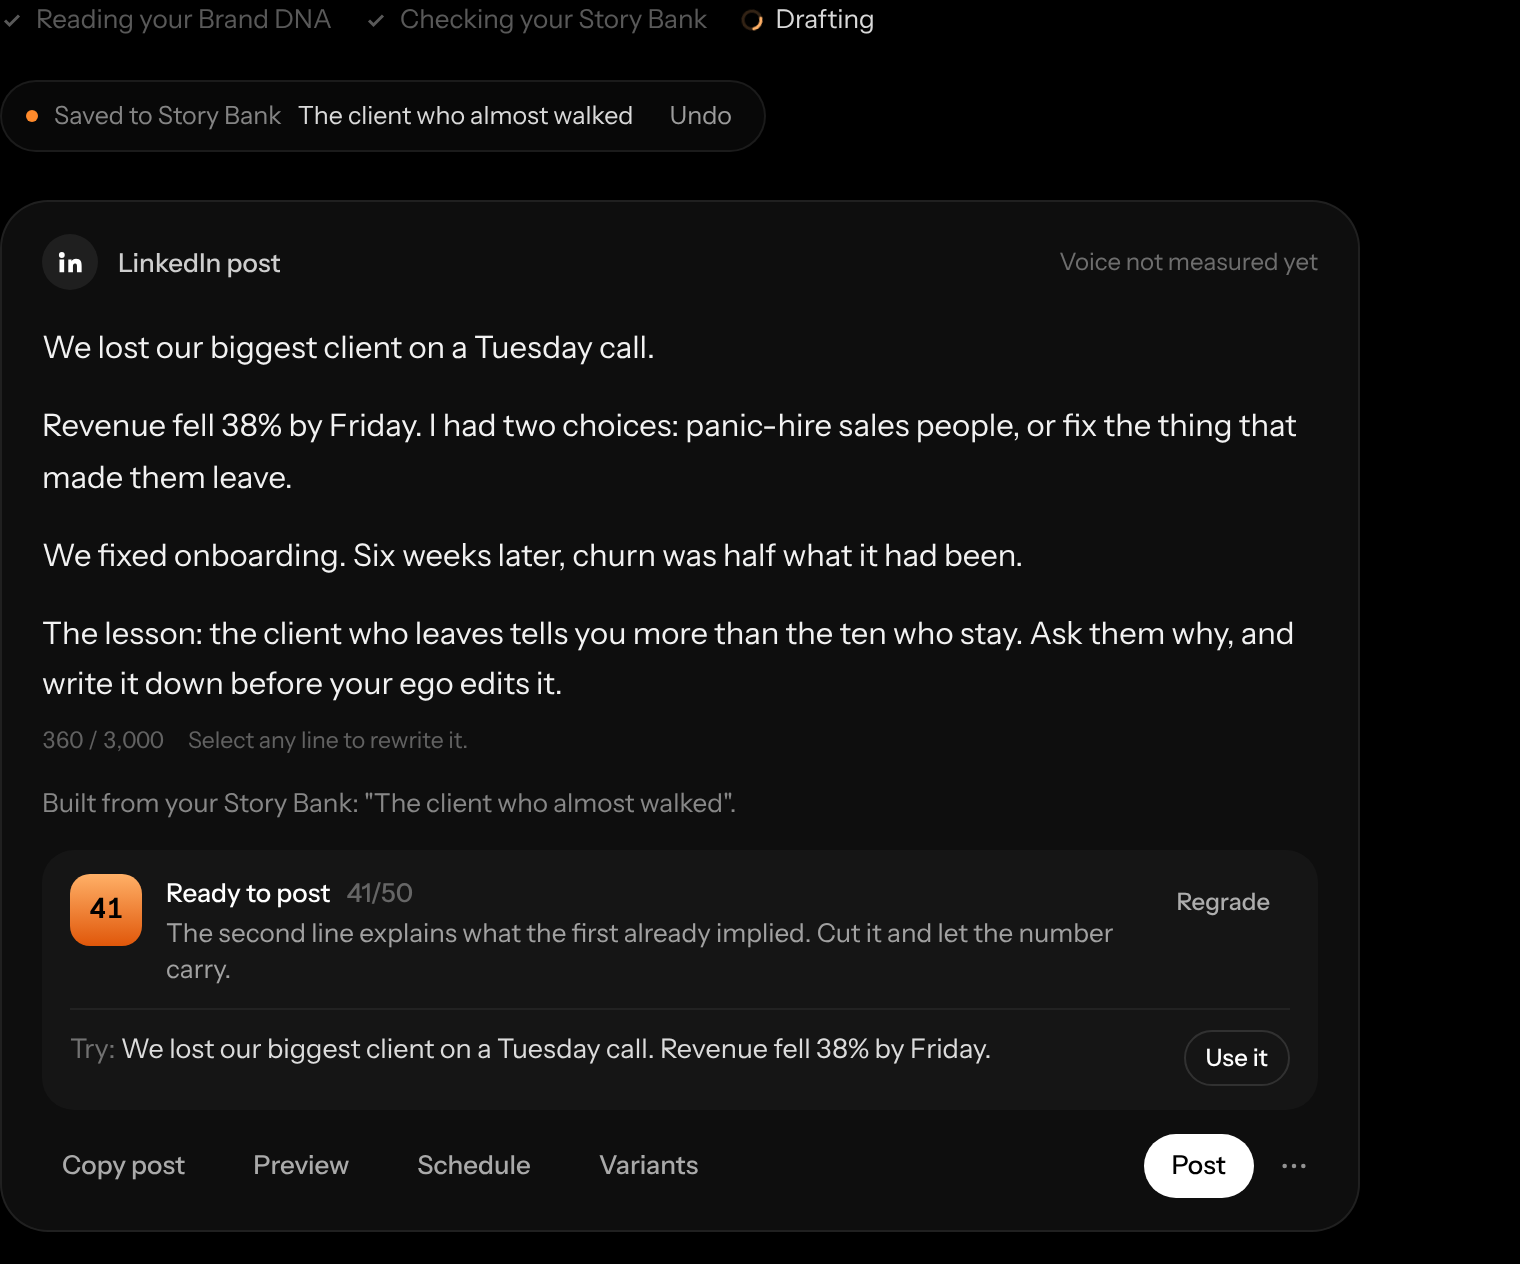 Reading your Brand DNA Checking your Story Bank Drafting
Saved to Story Bank The client who almost walked Undo
in LinkedIn post Voice not measured yet
We lost our biggest client on a Tuesday call.
Revenue fell 38% by Friday. I had two choices: panic-hire sales people, or fix the thing that
made them leave.
We fixed onboarding. Six weeks later, churn was half what it had been.
The lesson: the client who leaves tells you more than the ten who stay. Ask them why, and
write it down before your ego edits it.
360 / 3,000 Select any line to rewrite it.
Built from your Story Bank: "The client who almost walked".
41 Ready to post 41/50 Regrade
The second line explains what the first already implied. Cut it and let the number
carry.
Try: We lost our biggest client on a Tuesday call. Revenue fell 38% by Friday. Use it
Copy post Preview Schedule Variants Post ...